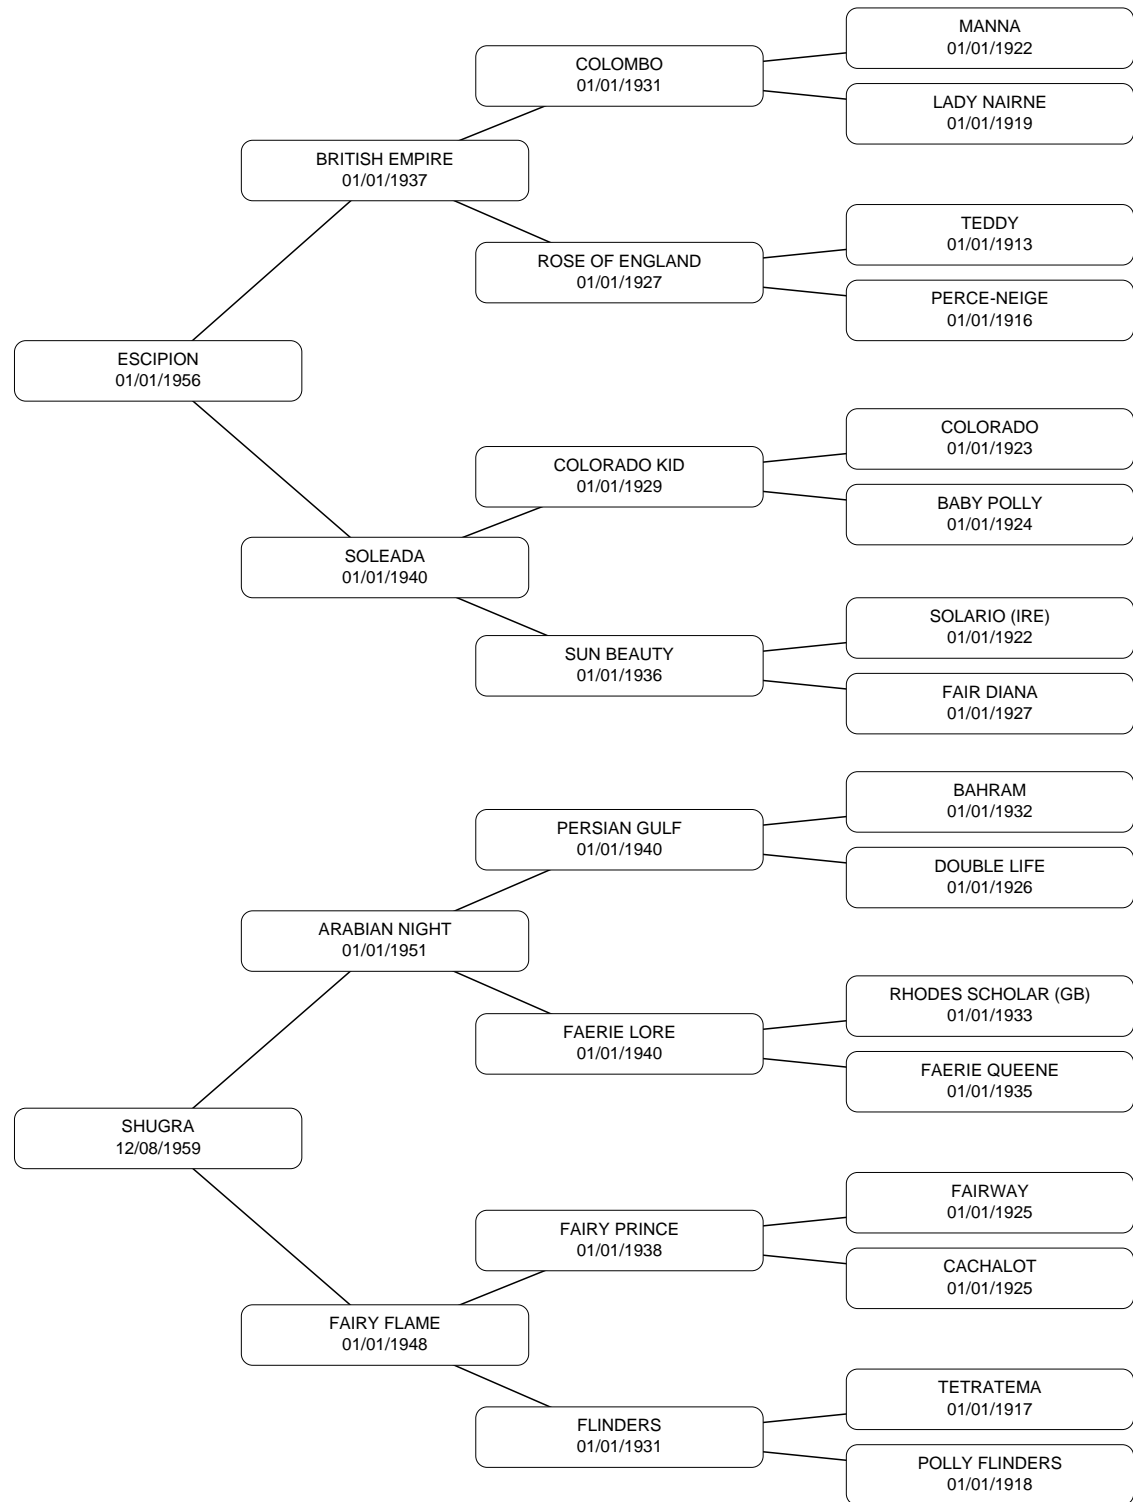 MANNA
01/01/1922
COLOMBO
01/01/1931
LADY NAIRNE
01/01/1919
BRITISH EMPIRE
01/01/1937
TEDDY
01/01/1913
ROSE OF ENGLAND
01/01/1927
PERCE-NEIGE
01/01/1916
ESCIPION
01/01/1956
COLORADO
01/01/1923
COLORADO KID
01/01/1929
BABY POLLY
01/01/1924
SOLEADA
01/01/1940
SOLARIO (IRE)
01/01/1922
SUN BEAUTY
01/01/1936
FAIR DIANA
01/01/1927
BAHRAM
01/01/1932
PERSIAN GULF
01/01/1940
DOUBLE LIFE
01/01/1926
ARABIAN NIGHT
01/01/1951
RHODES SCHOLAR (GB)
01/01/1933
FAERIE LORE
01/01/1940
FAERIE QUEENE
01/01/1935
SHUGRA
12/08/1959
FAIRWAY
01/01/1925
FAIRY PRINCE
01/01/1938
CACHALOT
01/01/1925
FAIRY FLAME
01/01/1948
TETRATEMA
01/01/1917
FLINDERS
01/01/1931
POLLY FLINDERS
01/01/1918